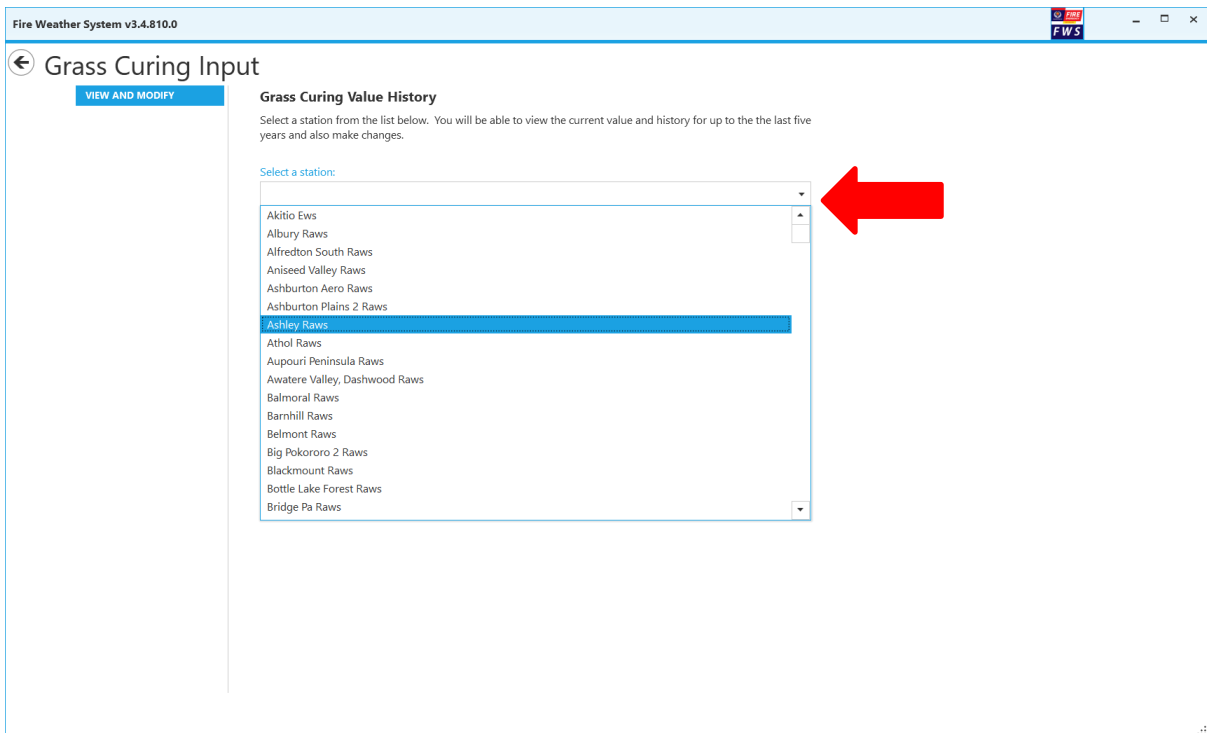 Fire Weather System v3.4.810.0
FIRE
FWS
Grass Curing Input
VIEW AND MODIFY
Grass Curing Value History
Select a station from the list below. You will be able to view the current value and history for up to the the last five
years and also make changes.
Select a station:
Akitio Ews
Albury Raws
Alfredton South Raws
Aniseed Valley Raws
Ashburton Aero Raws
Ashburton Plains 2 Raws
Ashley Raws
Athol Raws
Aupouri Peninsula Raws
Awatere Valley, Dashwood Raws
Balmoral Raws
Barnhill Raws
Belmont Raws
Big Pokororo 2 Raws
Blackmount Raws
Bottle Lake Forest Raws
Bridge Pa Raws